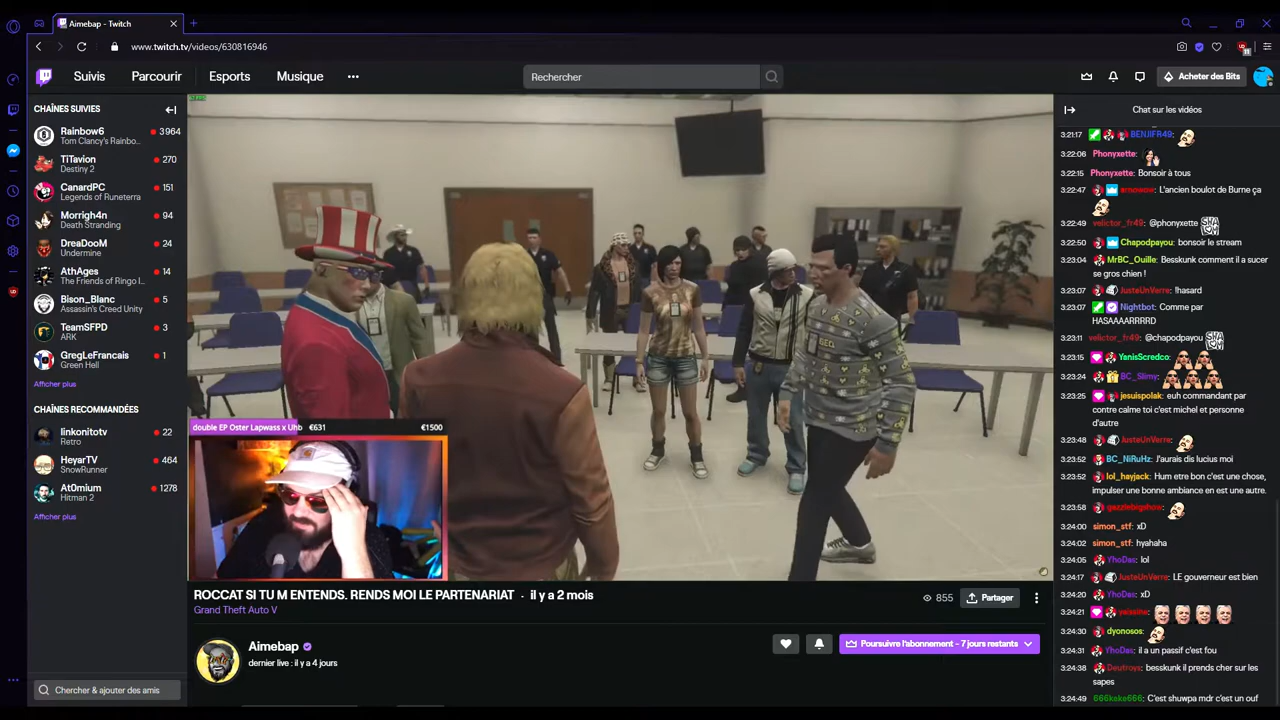 Aimebap - Twitch
www.twitch.tv/videos/630816946
Suivis
Parcourir
Esports
Musique
Rechercher
Acheter des Bits
CHAÎNES SUIVIES
Rainbow6
3964
Tom Clancy's Rainbo...
TiTavion
270
Destiny 2
CanardPC
151
Legends of Runeterra
Morrigh4n
94
Death Stranding
DreaDooM
24
Undermine
AthAges
14
The Friends of Ringo I...
Bison_Blanc
5
Assassin's Creed Unity
TeamSFPD
3
ARK
GregLeFrancais
1
Green Hell
Afficher plus
CHAÎNES RECOMMANDÉES
linkonitotv
22
Retro
HeyarTV
464
SnowRunner
At0mium
1278
Hitman 2
Afficher plus
Chercher & ajouter des amis
double EP Oster Lapwass x Uhb €631 €1500
ROCCAT SI TU M ENTENDS. RENDS MOI LE PARTENARIAT - il y a 2 mois
Grand Theft Auto V
855
Partager
Aimebap
dernier live : il y a 4 jours
Poursuivre l'abonnement - 7 jours restants
Chat sur les vidéos
3:21:17 BENJIFR49:
3:22:06 Phonyxette:
3:22:15 Phonyxette: Bonsoir à tous
3:22:47 arnowow: L'ancien boulot de Burne ça
3:22:49 velictor_fr49: @phonyxette
3:22:50 Chapodpayou: bonsoir le stream
3:23:04 MrBC_Ouille: Besskunk comment il a sucer
se gros chien !
3:23:07 JusteUnVerre: !hasard
3:23:07 Nightbot: Comme par
HASAAAARRRRD
3:23:11 velictor_fr49: @chapodpayou
3:23:15 YanisScredco:
3:23:24 BC_Slimy:
3:23:25 jesuispolak: euh commandant par
contre calme toi c'est michel et personne
d'autre
3:23:48 JusteUnVerre:
3:23:52 BC_NiRuHz: J'aurais dis lucius moi
3:23:52 lol_hayjack: Hum etre bon c'est une chose,
impulser une bonne ambiance en est une autre.
3:23:58 gazzlebigshow:
3:24:00 simon_stf: xD
3:24:02 simon_stf: hyahaha
3:24:05 YhoDas: lol
3:24:17 JusteUnVerre: LE gouverneur est bien
3:24:20 YhoDas: xD
3:24:21 yaissine:
3:24:30 dyonosos:
3:24:31 YhoDas: il a un passif c'est fou
3:24:38 Deutroys: besskunk il prends cher sur les
sapes
3:24:49 666keke666: C'est shuwpa mdr c'est un ouf